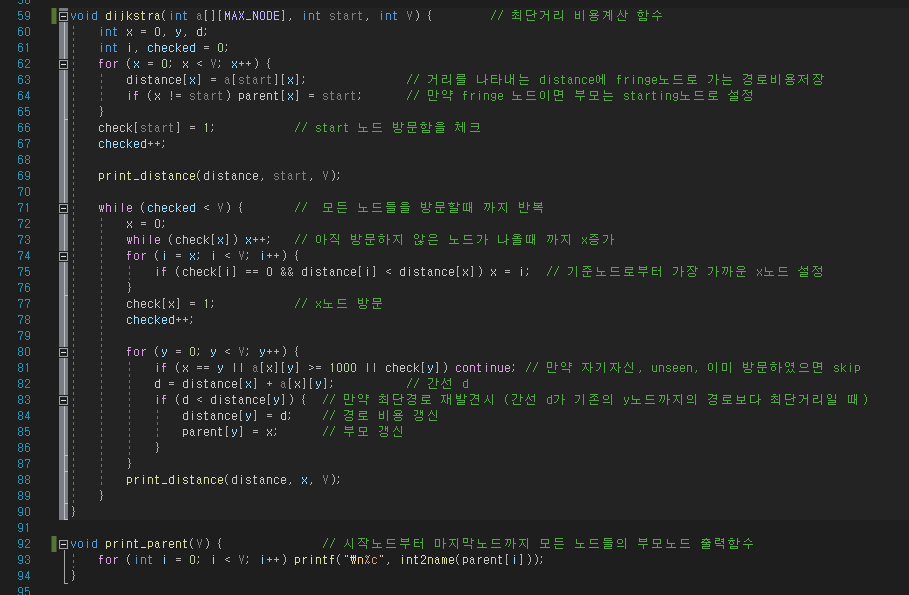 59 void dijkstra(int a[][MAX_NODE], int start, int V) { // 최단거리 비용계산 함수
60 int x = 0, y, d;
61 int i, checked = 0;
62 for (x = 0; x < V; x++) {
63 distance[x] = a[start][x]; // 거리를 나타내는 distance에 fringe노드로 가는 경로비용저장
64 if (x != start) parent[x] = start; // 만약 fringe 노드이면 부모는 starting노드로 설정
65 }
66 check[start] = 1; // start 노드 방문함을 체크
67 checked++;
68
69 print_distance(distance, start, V);
70
71 while (checked < V) { // 모든 노드들을 방문할때 까지 반복
72 x = 0;
73 while (check[x]) x++; // 아직 방문하지 않은 노드가 나올때 까지 x증가
74 for (i = x; i < V; i++) {
75 if (check[i] == 0 && distance[i] < distance[x]) x = i; // 기준노드로부터 가장 가까운 x노드 설정
76 }
77 check[x] = 1; // x노드 방문
78 checked++;
79
80 for (y = 0; y < V; y++) {
81 if (x == y || a[x][y] >= 1000 || check[y]) continue; // 만약 자기자신, unseen, 이미 방문하였으면 skip
82 d = distance[x] + a[x][y]; // 간선 d
83 if (d < distance[y]) { // 만약 최단경로 재발견시 (간선 d가 기존의 y노드까지의 경로보다 최단거리일 때)
84 distance[y] = d; // 경로 비용 갱신
85 parent[y] = x; // 부모 갱신
86 }
87 }
88 print_distance(distance, x, V);
89 }
90 }
91
92 void print_parent(V) { // 시작노드부터 마지막노드까지 모든 노드들의 부모노드 출력함수
93 for (int i = 0; i < V; i++) printf("₩n%c", int2name(parent[i]));
94 }
95